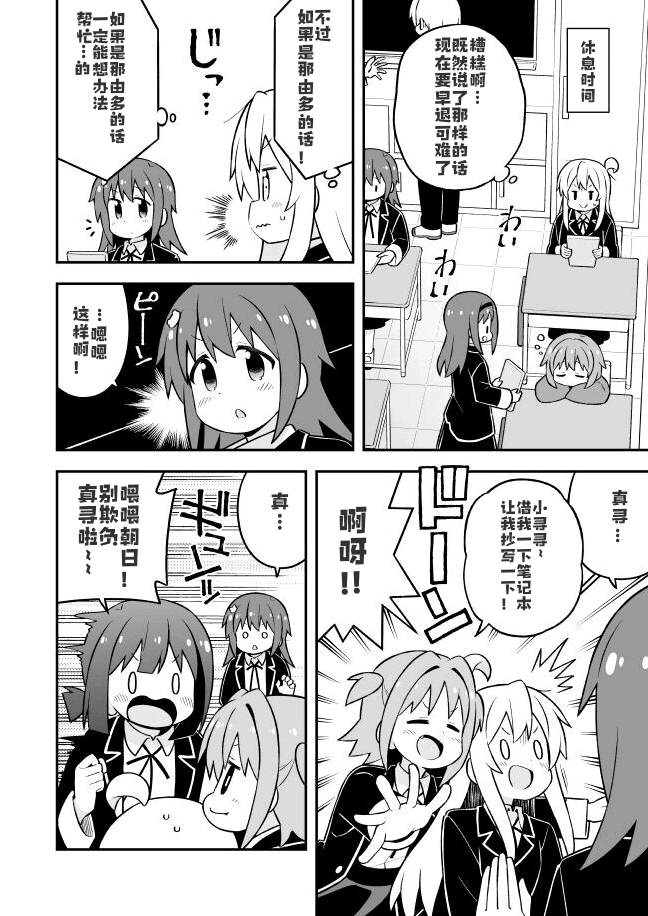 休息时间
糟糕啊…
既然说了那样的话
现在要早退可难了
わい
わい
不过
如果是那由多的话！
じっ…
如果是那由多的话
一定能想办法
帮忙…的
ピーン
…嗯嗯
这样啊！
真寻…
小寻寻~
借我一下笔记本
让我抄写一下！
ドーン
啊呀!!
真…
ギューン
喂喂朝日！
别欺负
真寻啦~~